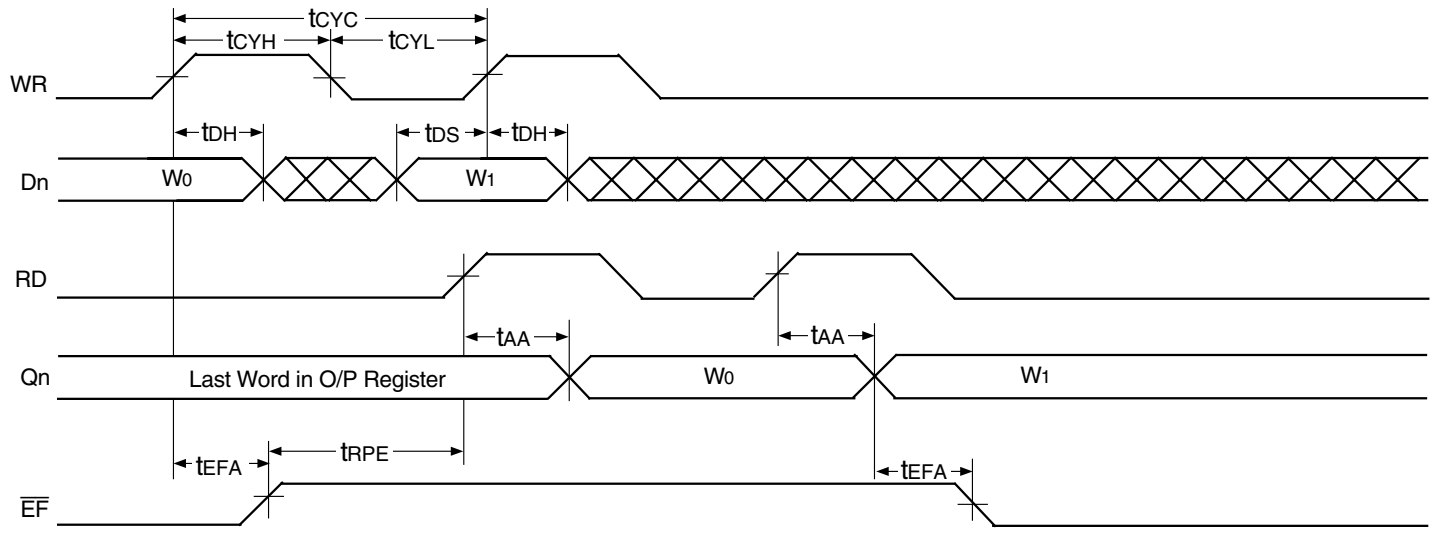 tCYC
tCYH tCYL
WR
tDH tDS tDH
Dn W0 W1
RD
tAA tAA
Qn Last Word in O/P Register W0 W1
tEFA tRPE tEFA
EF